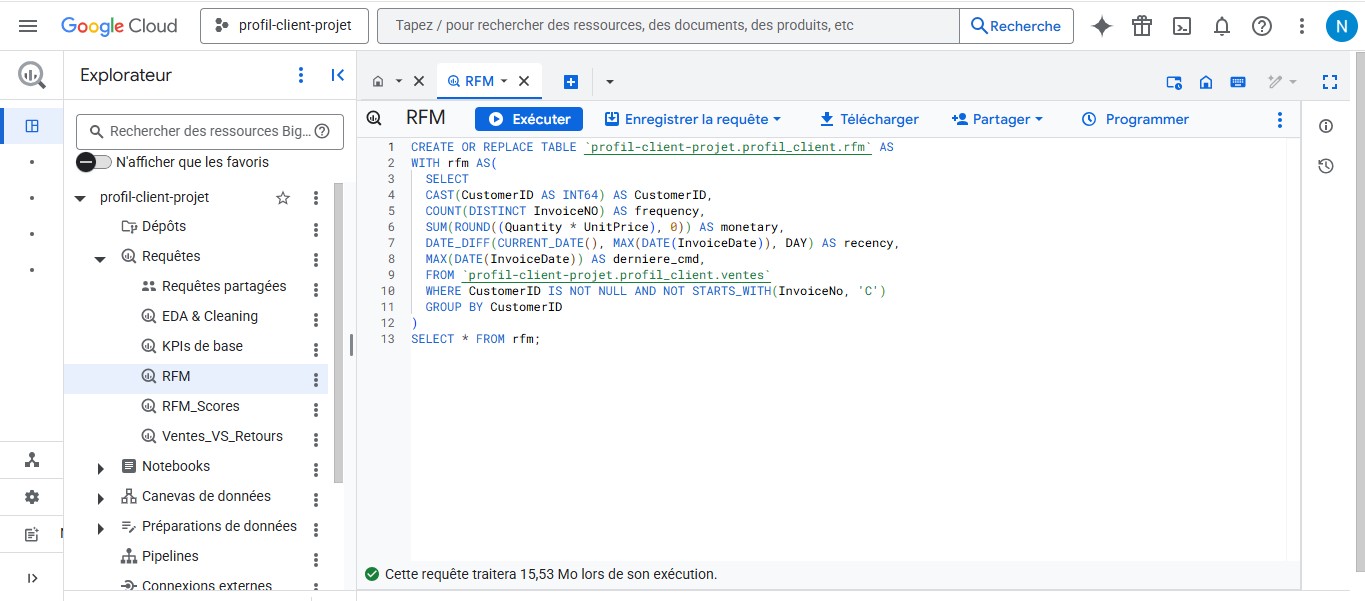 Google Cloud
profil-client-projet
Tapez / pour rechercher des ressources, des documents, des produits, etc
Recherche
N
Explorateur
RFM
Rechercher des ressources Big...
N'afficher que les favoris
profil-client-projet
Dépôts
Requêtes
Requêtes partagées
EDA & Cleaning
KPIs de base
RFM
RFM_Scores
Ventes_VS_Retours
Notebooks
Canevas de données
Préparations de données
Pipelines
Connexions externes
RFM
Exécuter
Enregistrer la requête
Télécharger
Partager
Programmer
1 CREATE OR REPLACE TABLE `profil-client-projet.profil_client.rfm` AS
2 WITH rfm AS(
3 SELECT
4 CAST(CustomerID AS INT64) AS CustomerID,
5 COUNT(DISTINCT InvoiceNO) AS frequency,
6 SUM(ROUND((Quantity * UnitPrice), 0)) AS monetary,
7 DATE_DIFF(CURRENT_DATE(), MAX(DATE(InvoiceDate)), DAY) AS recency,
8 MAX(DATE(InvoiceDate)) AS derniere_cmd,
9 FROM `profil-client-projet.profil_client.ventes`
10 WHERE CustomerID IS NOT NULL AND NOT STARTS_WITH(InvoiceNo, 'C')
11 GROUP BY CustomerID
12 )
13 SELECT * FROM rfm;
Cette requête traitera 15,53 Mo lors de son exécution.